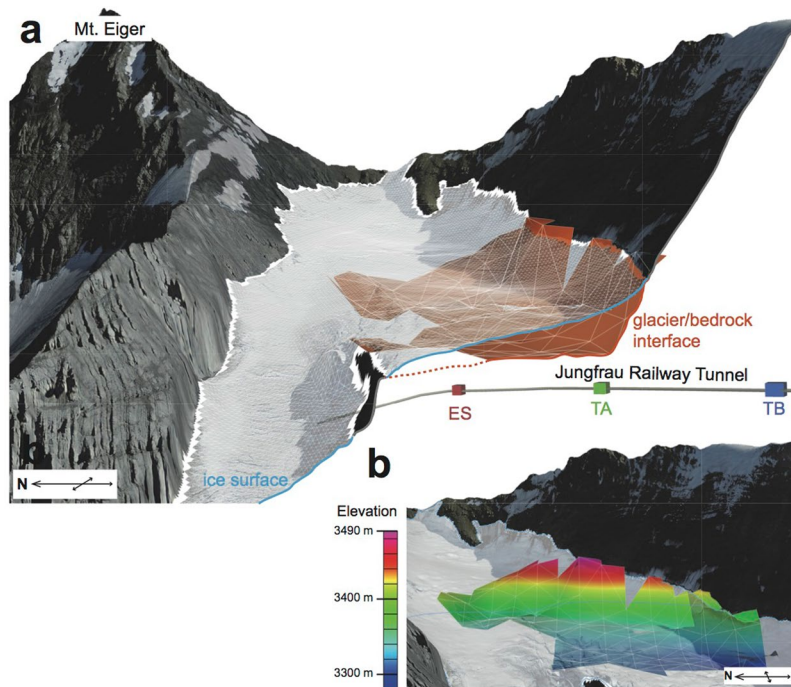 a
Mt. Eiger
glacier/bedrock
interface
Jungfrau Railway Tunnel
ES
TA
TB
N
ice surface
b
Elevation
3490 m
3400 m
3300 m
N